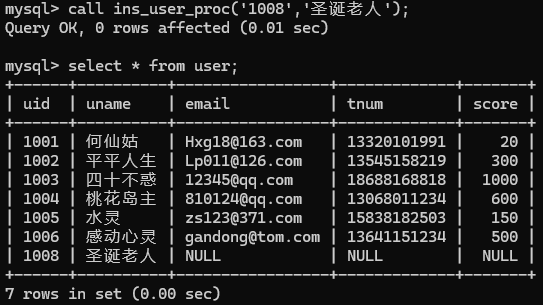 mysql> call ins_user_proc('1008','圣诞老人');
Query OK, 0 rows affected (0.01 sec)
mysql> select * from user;
+------+----------+-----------------+-------------+-------+
| uid  | uname    | email           | tnum        | score |
+------+----------+-----------------+-------------+-------+
| 1001 | 何仙姑 | Hxg18@163.com | 13320101991 | 20 |
| 1002 | 平平人生 | Lp011@126.com | 13545158219 | 300 |
| 1003 | 四十不惑 | 12345@qq.com | 18688168818 | 1000 |
| 1004 | 桃花岛主 | 810124@qq.com | 13068011234 | 600 |
| 1005 | 水灵 | zs123@371.com | 15838182503 | 150 |
| 1006 | 感动心灵 | gandong@tom.com | 13641151234 | 500 |
| 1008 | 圣诞老人 | NULL | NULL | NULL |
+------+----------+-----------------+-------------+-------+
7 rows in set (0.00 sec)